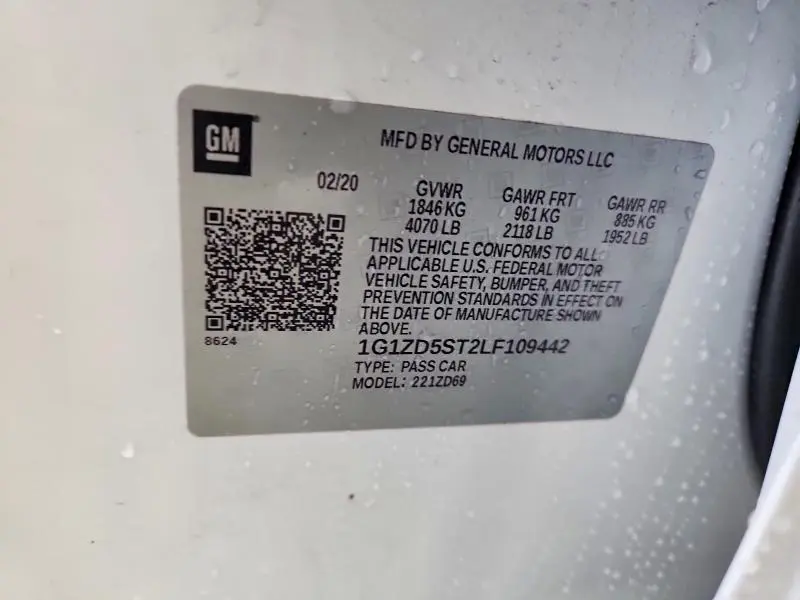 GM
MFD BY GENERAL MOTORS LLC
02/20
GVWR GAWR FRT GAWR RR
1846 KG 961 KG 885 KG
4070 LB 2118 LB 1952 LB
THIS VEHICLE CONFORMS TO ALL
APPLICABLE U.S. FEDERAL MOTOR
VEHICLE SAFETY, BUMPER, AND THEFT
PREVENTION STANDARDS IN EFFECT ON
THE DATE OF MANUFACTURE SHOWN
ABOVE.
8624
1G1ZD5ST2LF109442
TYPE: PASS CAR
MODEL: 221ZD69